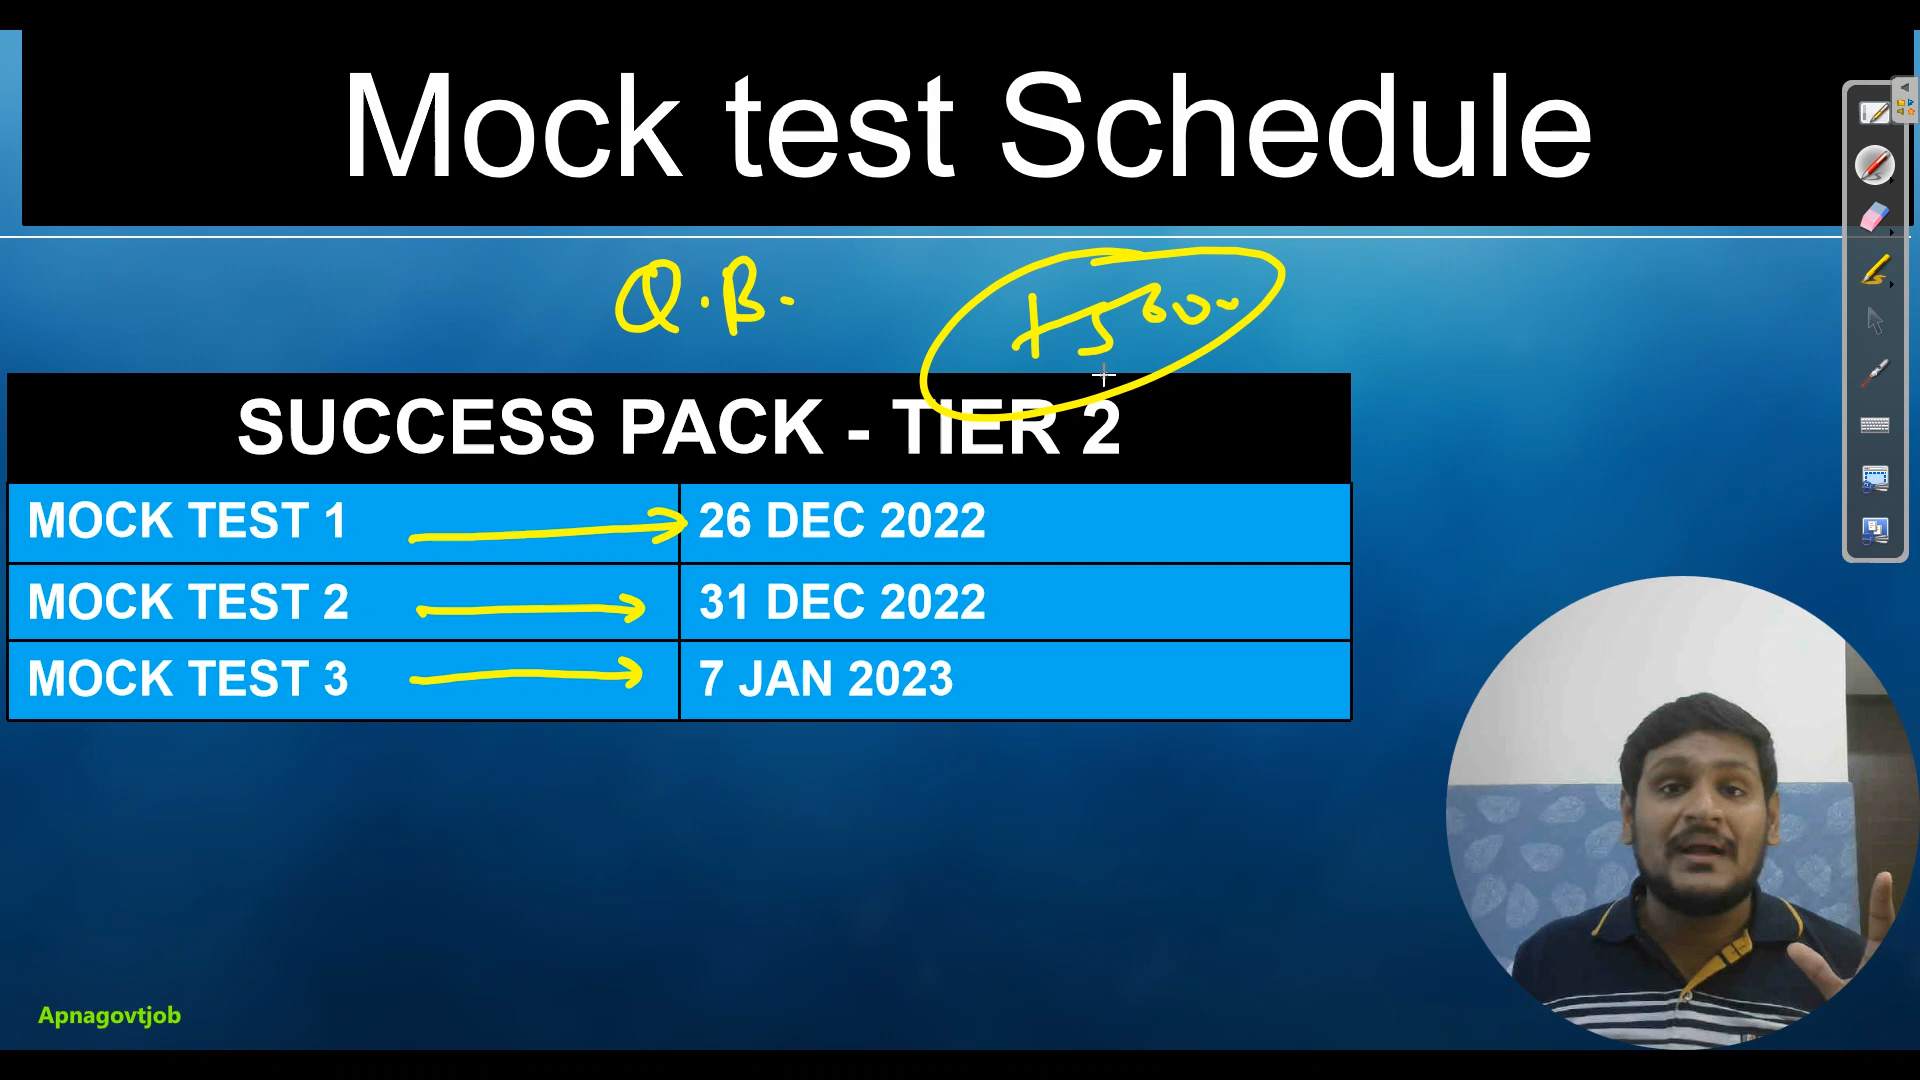 Mock test Schedule
Q.B.
SUCCESS PACK - TIER 2
MOCK TEST 1 26 DEC 2022
MOCK TEST 2 31 DEC 2022
MOCK TEST 3 7 JAN 2023
Apnagovtjob